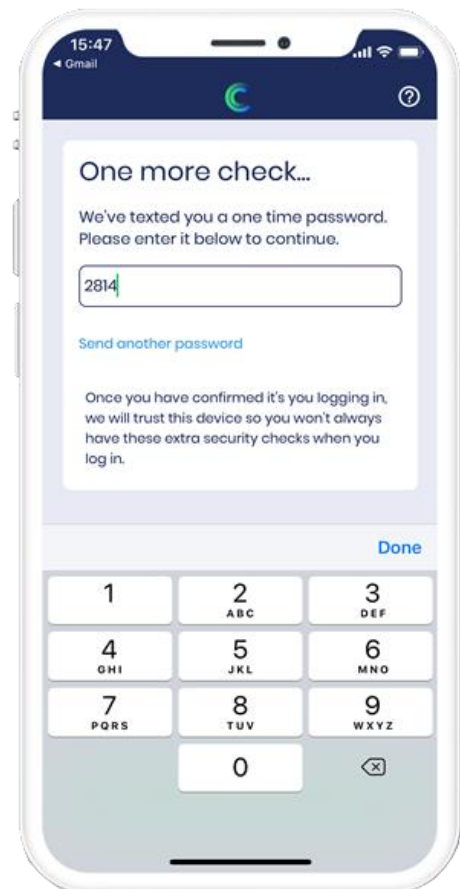 15:47
Gmail
One more check...
We've texted you a one time password.
Please enter it below to continue.
2814
Send another password
Once you have confirmed it's you logging in,
we will trust this device so you won't always
have these extra security checks when you
log in.
Done
1 2 3
ABC DEF
4 5 6
GHI JKL MNO
7 8 9
PQRS TUV WXYZ
0